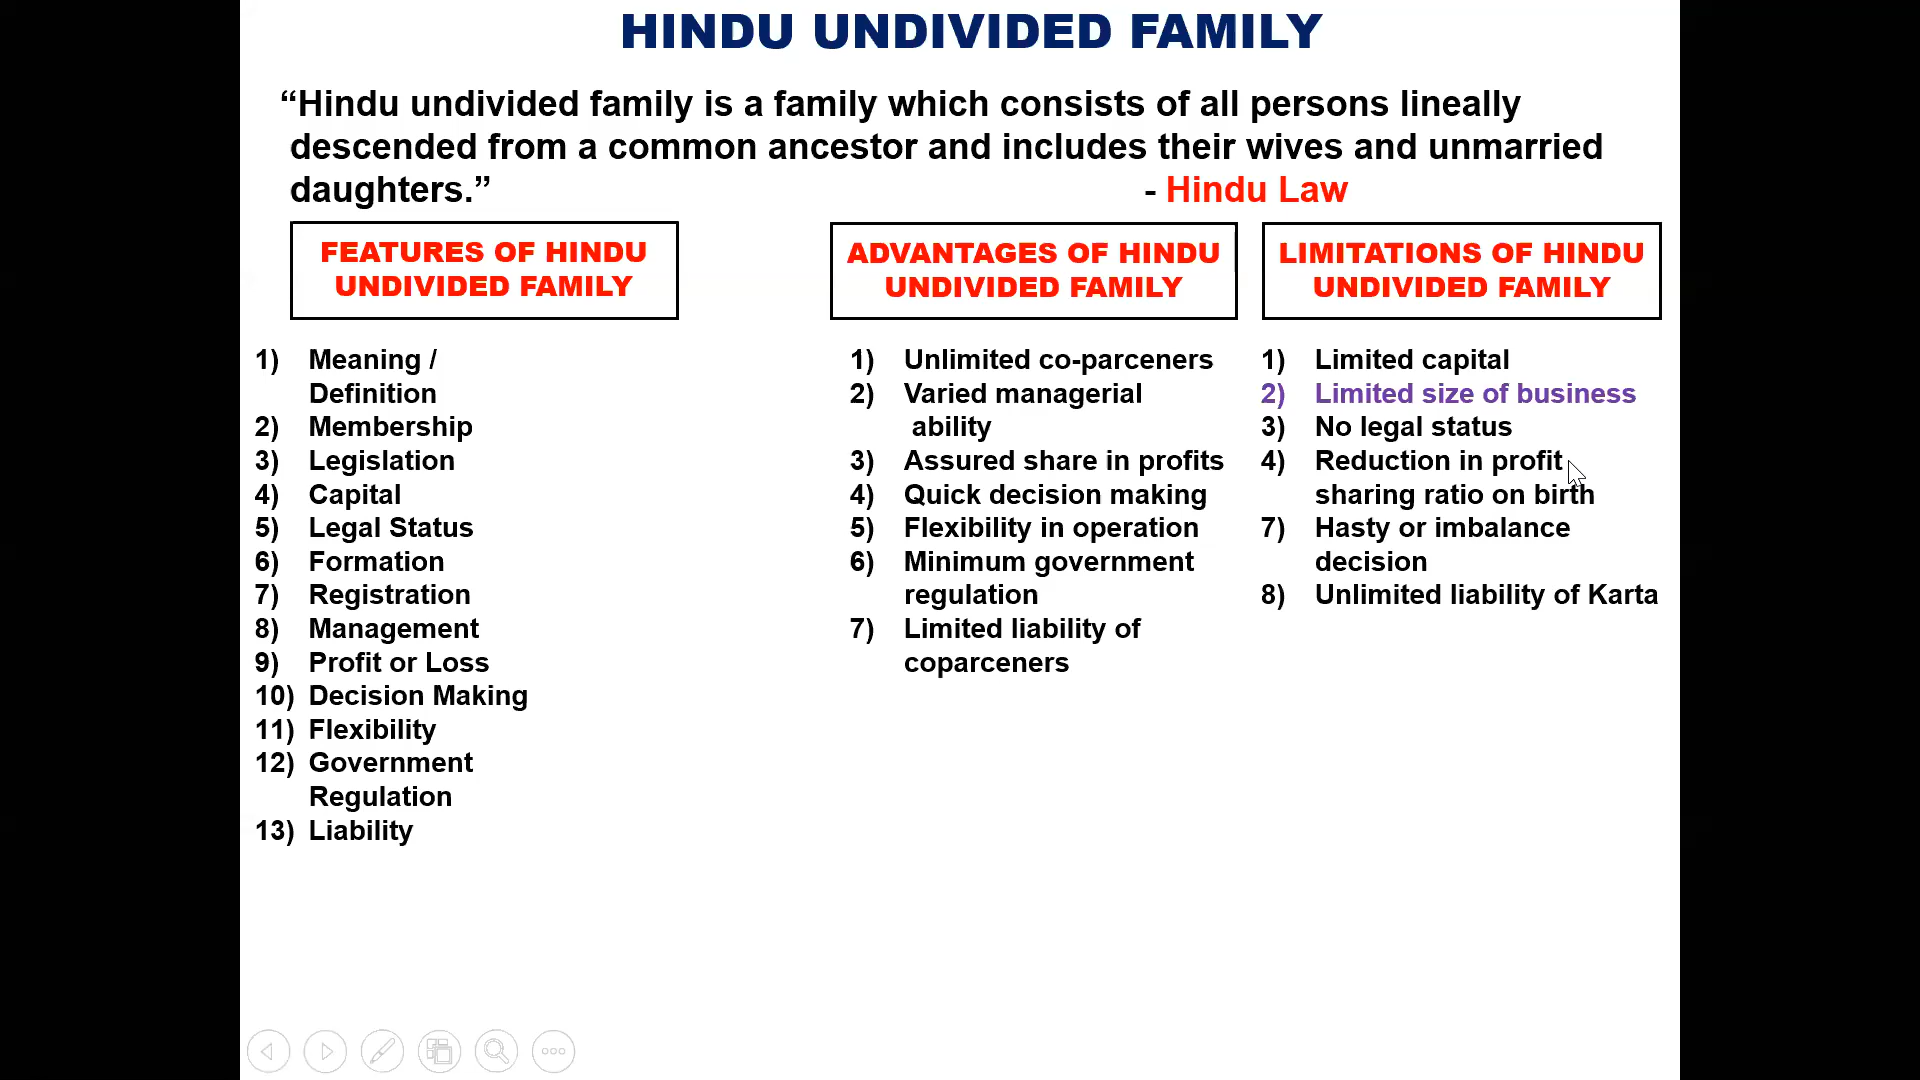 HINDU UNDIVIDED FAMILY
“Hindu undivided family is a family which consists of all persons lineally
descended from a common ancestor and includes their wives and unmarried
daughters.” - Hindu Law
FEATURES OF HINDU
UNDIVIDED FAMILY
1) Meaning /
Definition
2) Membership
3) Legislation
4) Capital
5) Legal Status
6) Formation
7) Registration
8) Management
9) Profit or Loss
10) Decision Making
11) Flexibility
12) Government
Regulation
13) Liability
ADVANTAGES OF HINDU
UNDIVIDED FAMILY
1) Unlimited co-parceners
2) Varied managerial
ability
3) Assured share in profits
4) Quick decision making
5) Flexibility in operation
6) Minimum government
regulation
7) Limited liability of
coparceners
LIMITATIONS OF HINDU
UNDIVIDED FAMILY
1) Limited capital
2) Limited size of business
3) No legal status
4) Reduction in profit
sharing ratio on birth
7) Hasty or imbalance
decision
8) Unlimited liability of Karta